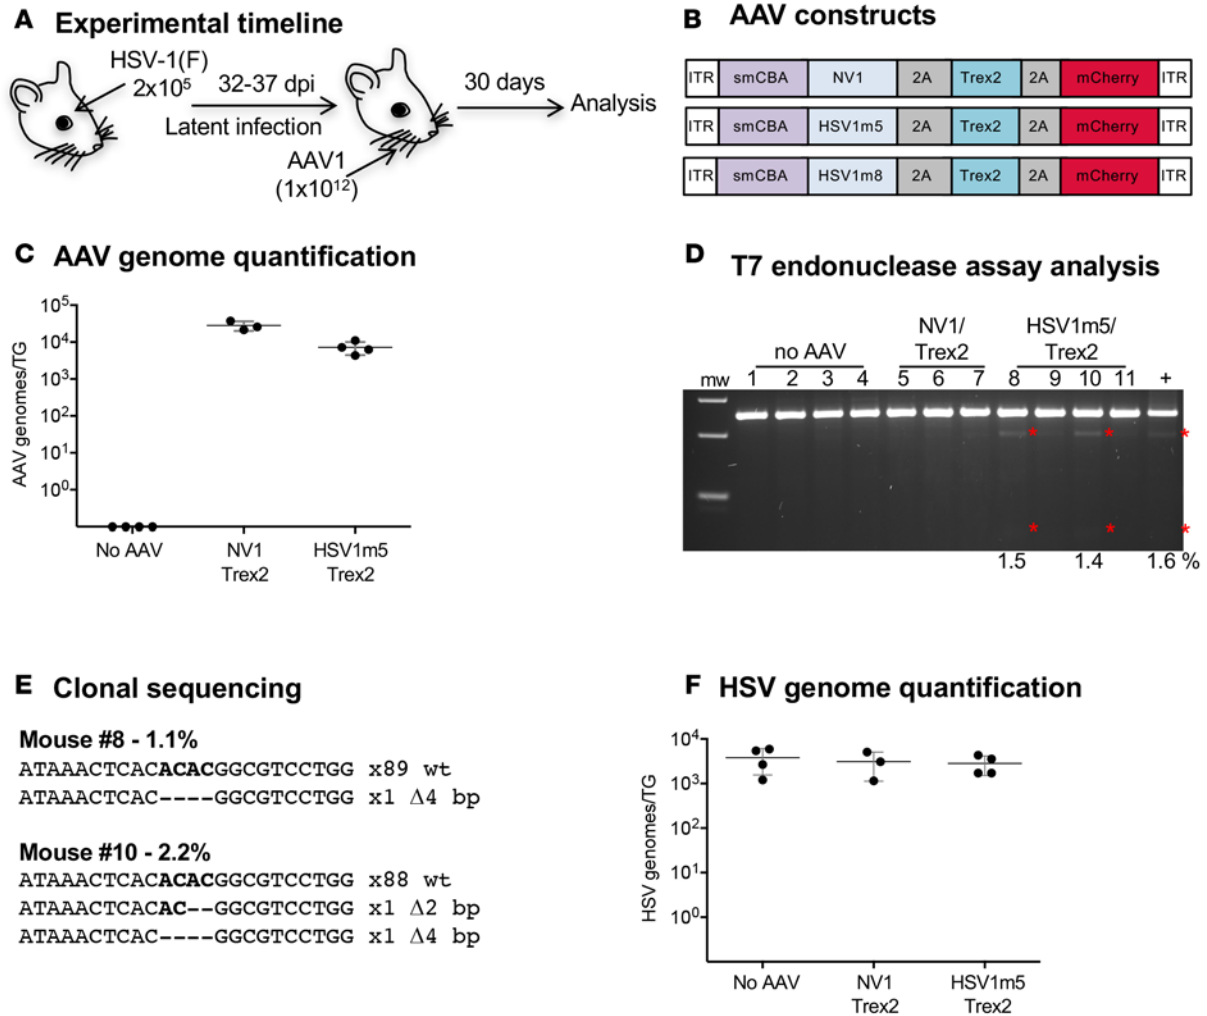 A Experimental timeline
HSV-1(F)
2x10⁵
32-37 dpi
Latent infection
AAV1
(1x10¹²)
30 days
Analysis
B AAV constructs
ITR smCBA NV1 2A Trex2 2A mCherry ITR
ITR smCBA HSV1m5 2A Trex2 2A mCherry ITR
ITR smCBA HSV1m8 2A Trex2 2A mCherry ITR
C AAV genome quantification
AAV genomes/TG
10⁵
10⁴
10³
10²
10¹
10⁰
No AAV
NV1
Trex2
HSV1m5
Trex2
D T7 endonuclease assay analysis
no AAV
NV1/
Trex2
HSV1m5/
Trex2
mw 1 2 3 4 5 6 7 8 9 10 11 +
* * *
* * *
1.5 1.4 1.6 %
E Clonal sequencing
Mouse #8 - 1.1%
ATAAACTCACACACGGCGTCCTGG x89 wt
ATAAACTCAC----GGCGTCCTGG x1 Δ4 bp
Mouse #10 - 2.2%
ATAAACTCACACACGGCGTCCTGG x88 wt
ATAAACTCACAC--GGCGTCCTGG x1 Δ2 bp
ATAAACTCAC----GGCGTCCTGG x1 Δ4 bp
F HSV genome quantification
HSV genomes/TG
10⁴
10³
10²
10¹
10⁰
No AAV
NV1
Trex2
HSV1m5
Trex2